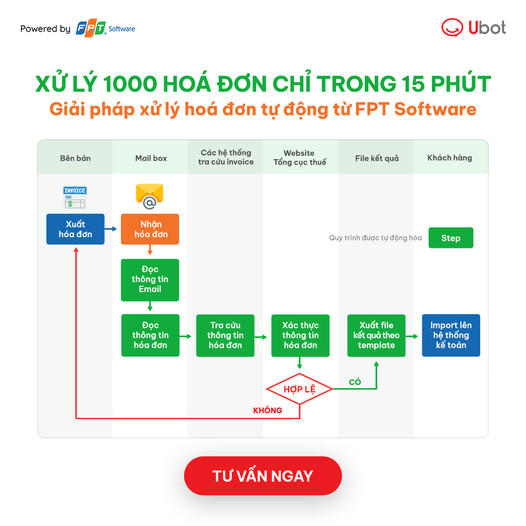 Powered by FPT Software
Ubot
XỬ LÝ 1000 HOÁ ĐƠN CHỈ TRONG 15 PHÚT
Giải pháp xử lý hoá đơn tự động từ FPT Software
Bên bán
Mail box
Các hệ thống
tra cứu invoice
Website
Tổng cục thuế
File kết quả
Khách hàng
INVOICE
$
@
Xuất
hóa đơn
Nhận
hóa đơn
Quy trình được tự động hóa
Step
Đọc
thông tin
Email
Đọc
thông tin
hóa đơn
Tra cứu
thông tin
hóa đơn
Xác thực
thông tin
hóa đơn
Xuất file
kết quả theo
template
Import lên
hệ thống
kế toán
HỢP LỆ
CÓ
KHÔNG
TƯ VẤN NGAY